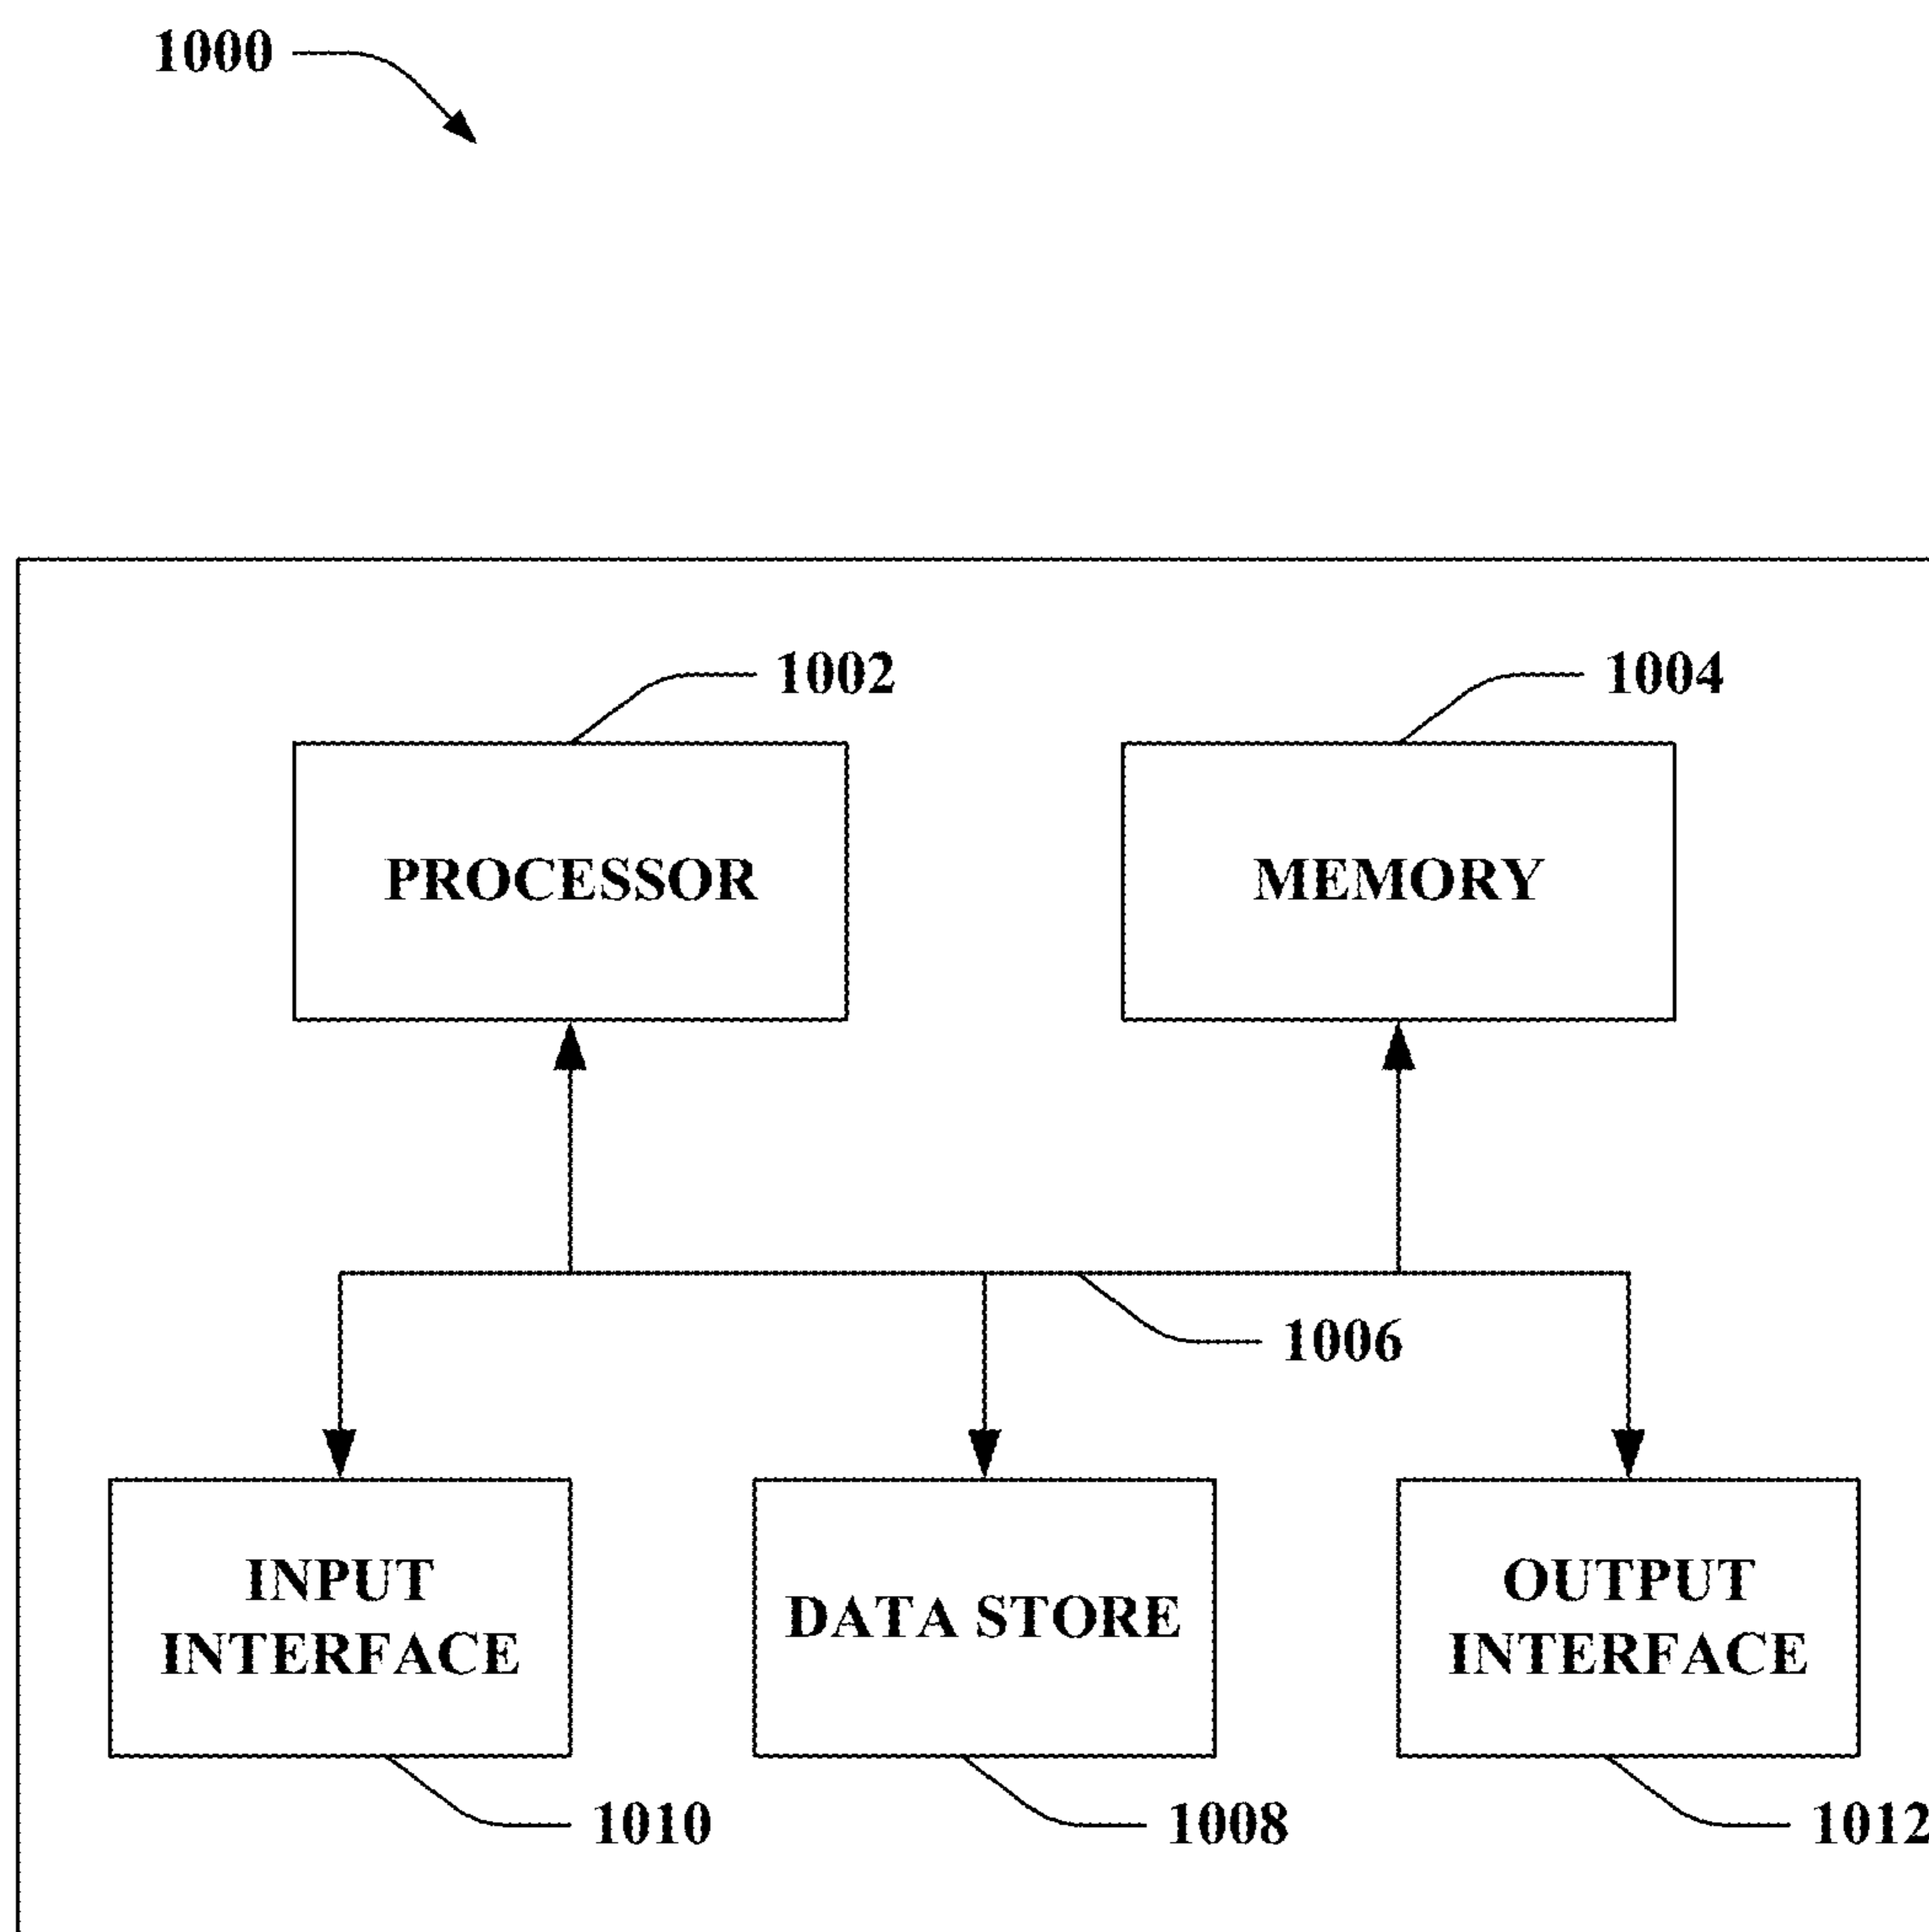 1000
1002
1004
PROCESSOR
MEMORY
1006
INPUT
INTERFACE
DATA STORE
OUTPUT
INTERFACE
1010
1008
1012